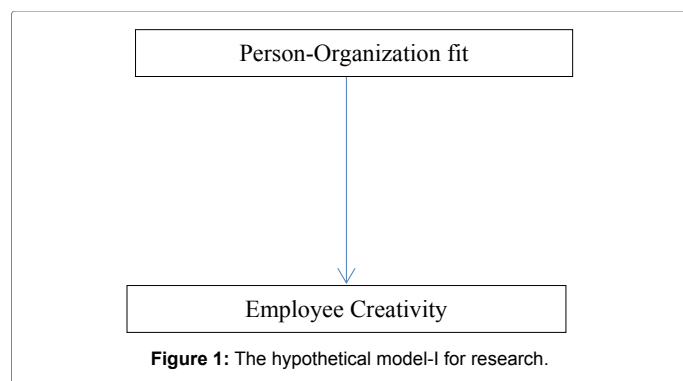 Person-Organization fit
Employee Creativity
Figure 1: The hypothetical model-I for research.